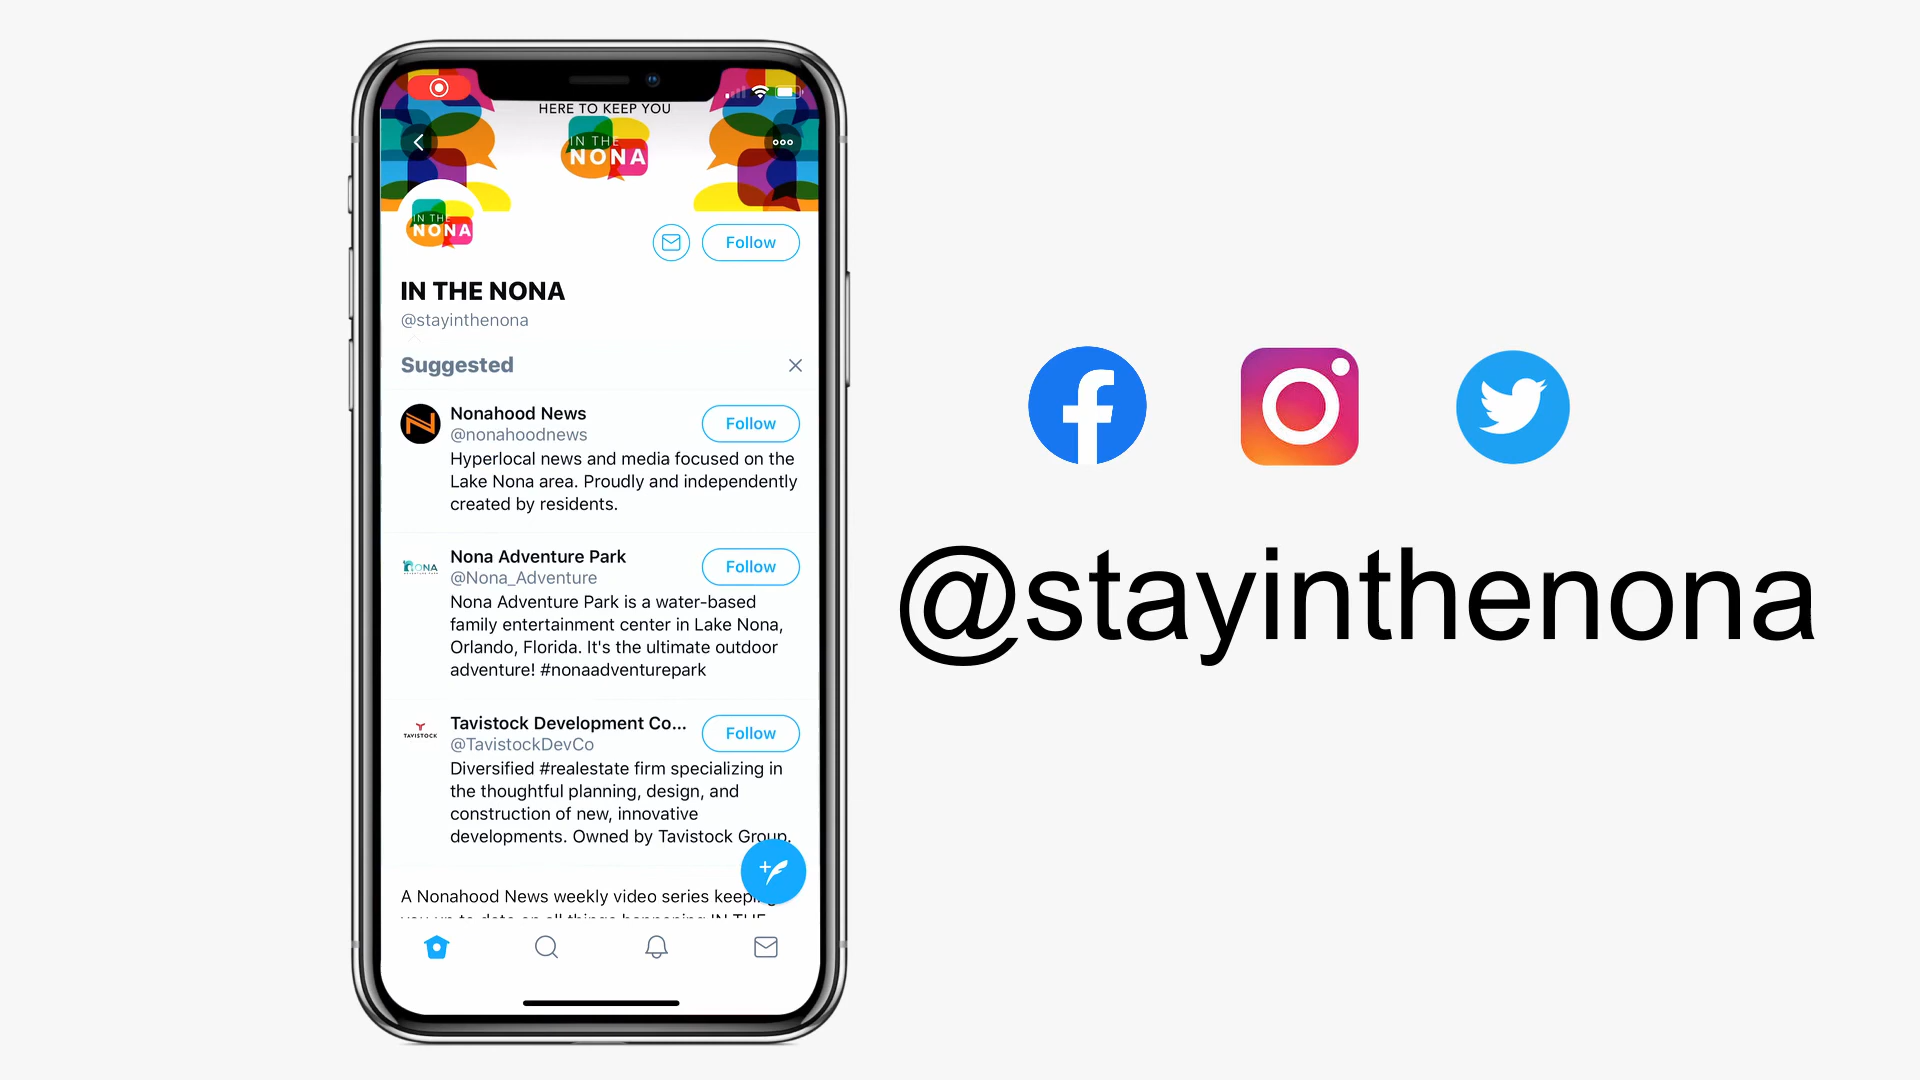 HERE TO KEEP YOU
IN THE
NONA
IN THE
NONA
Follow
IN THE NONA
@stayinthenona
Suggested
Nonahood News
Follow
@nonahoodnews
Hyperlocal news and media focused on the
Lake Nona area. Proudly and independently
created by residents.
NONA
Nona Adventure Park
Follow
@Nona_Adventure
Nona Adventure Park is a water-based
family entertainment center in Lake Nona,
Orlando, Florida. It's the ultimate outdoor
adventure! #nonaadventurepark
TAVISTOCK
Tavistock Development Co...
Follow
@TavistockDevCo
Diversified #realestate firm specializing in
the thoughtful planning, design, and
construction of new, innovative
developments. Owned by Tavistock Group.
A Nonahood News weekly video series keeping
@stayinthenona